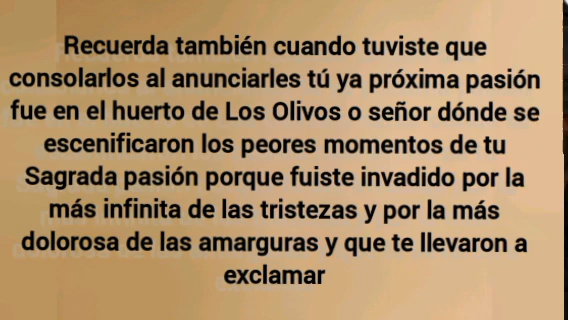 Recuerda también cuando tuviste que
consolarlos al anunciarles tú ya próxima pasión
fue en el huerto de Los Olivos o señor dónde se
escenificaron los peores momentos de tu
Sagrada pasión porque fuiste invadido por la
más infinita de las tristezas y por la más
dolorosa de las amarguras y que te llevaron a
exclamar